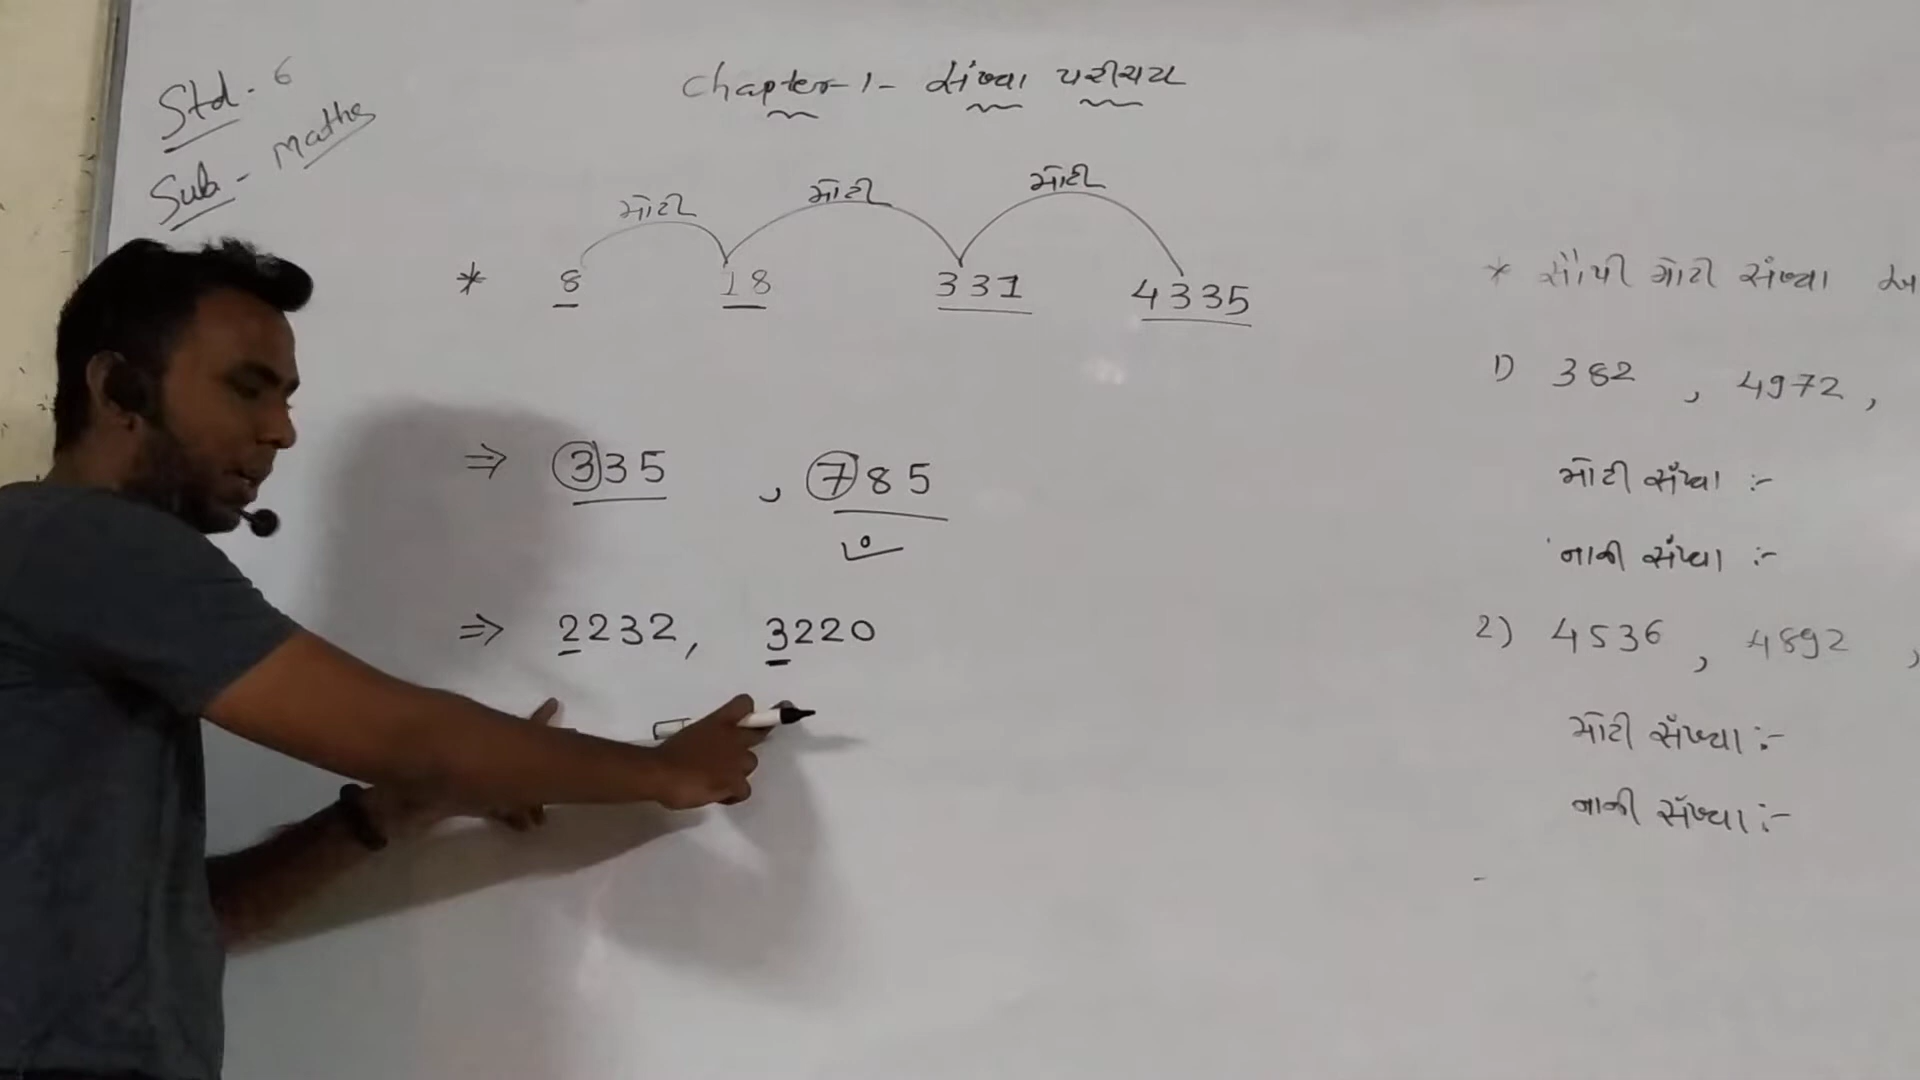 Std. 6
Sub - Maths
Chapter-1- સંખ્યા પરીચય
મોટી મોટી મોટી
* 8 18 331 4335
⇒ 335 , 785
⇒ 2232, 3220
* સૌથી મોટી સંખ્યા
1) 382 , 4972 ,
મોટી સંખ્યા :-
નાની સંખ્યા :-
2) 4536 , 4892 ,
મોટી સંખ્યા :-
નાની સંખ્યા :-